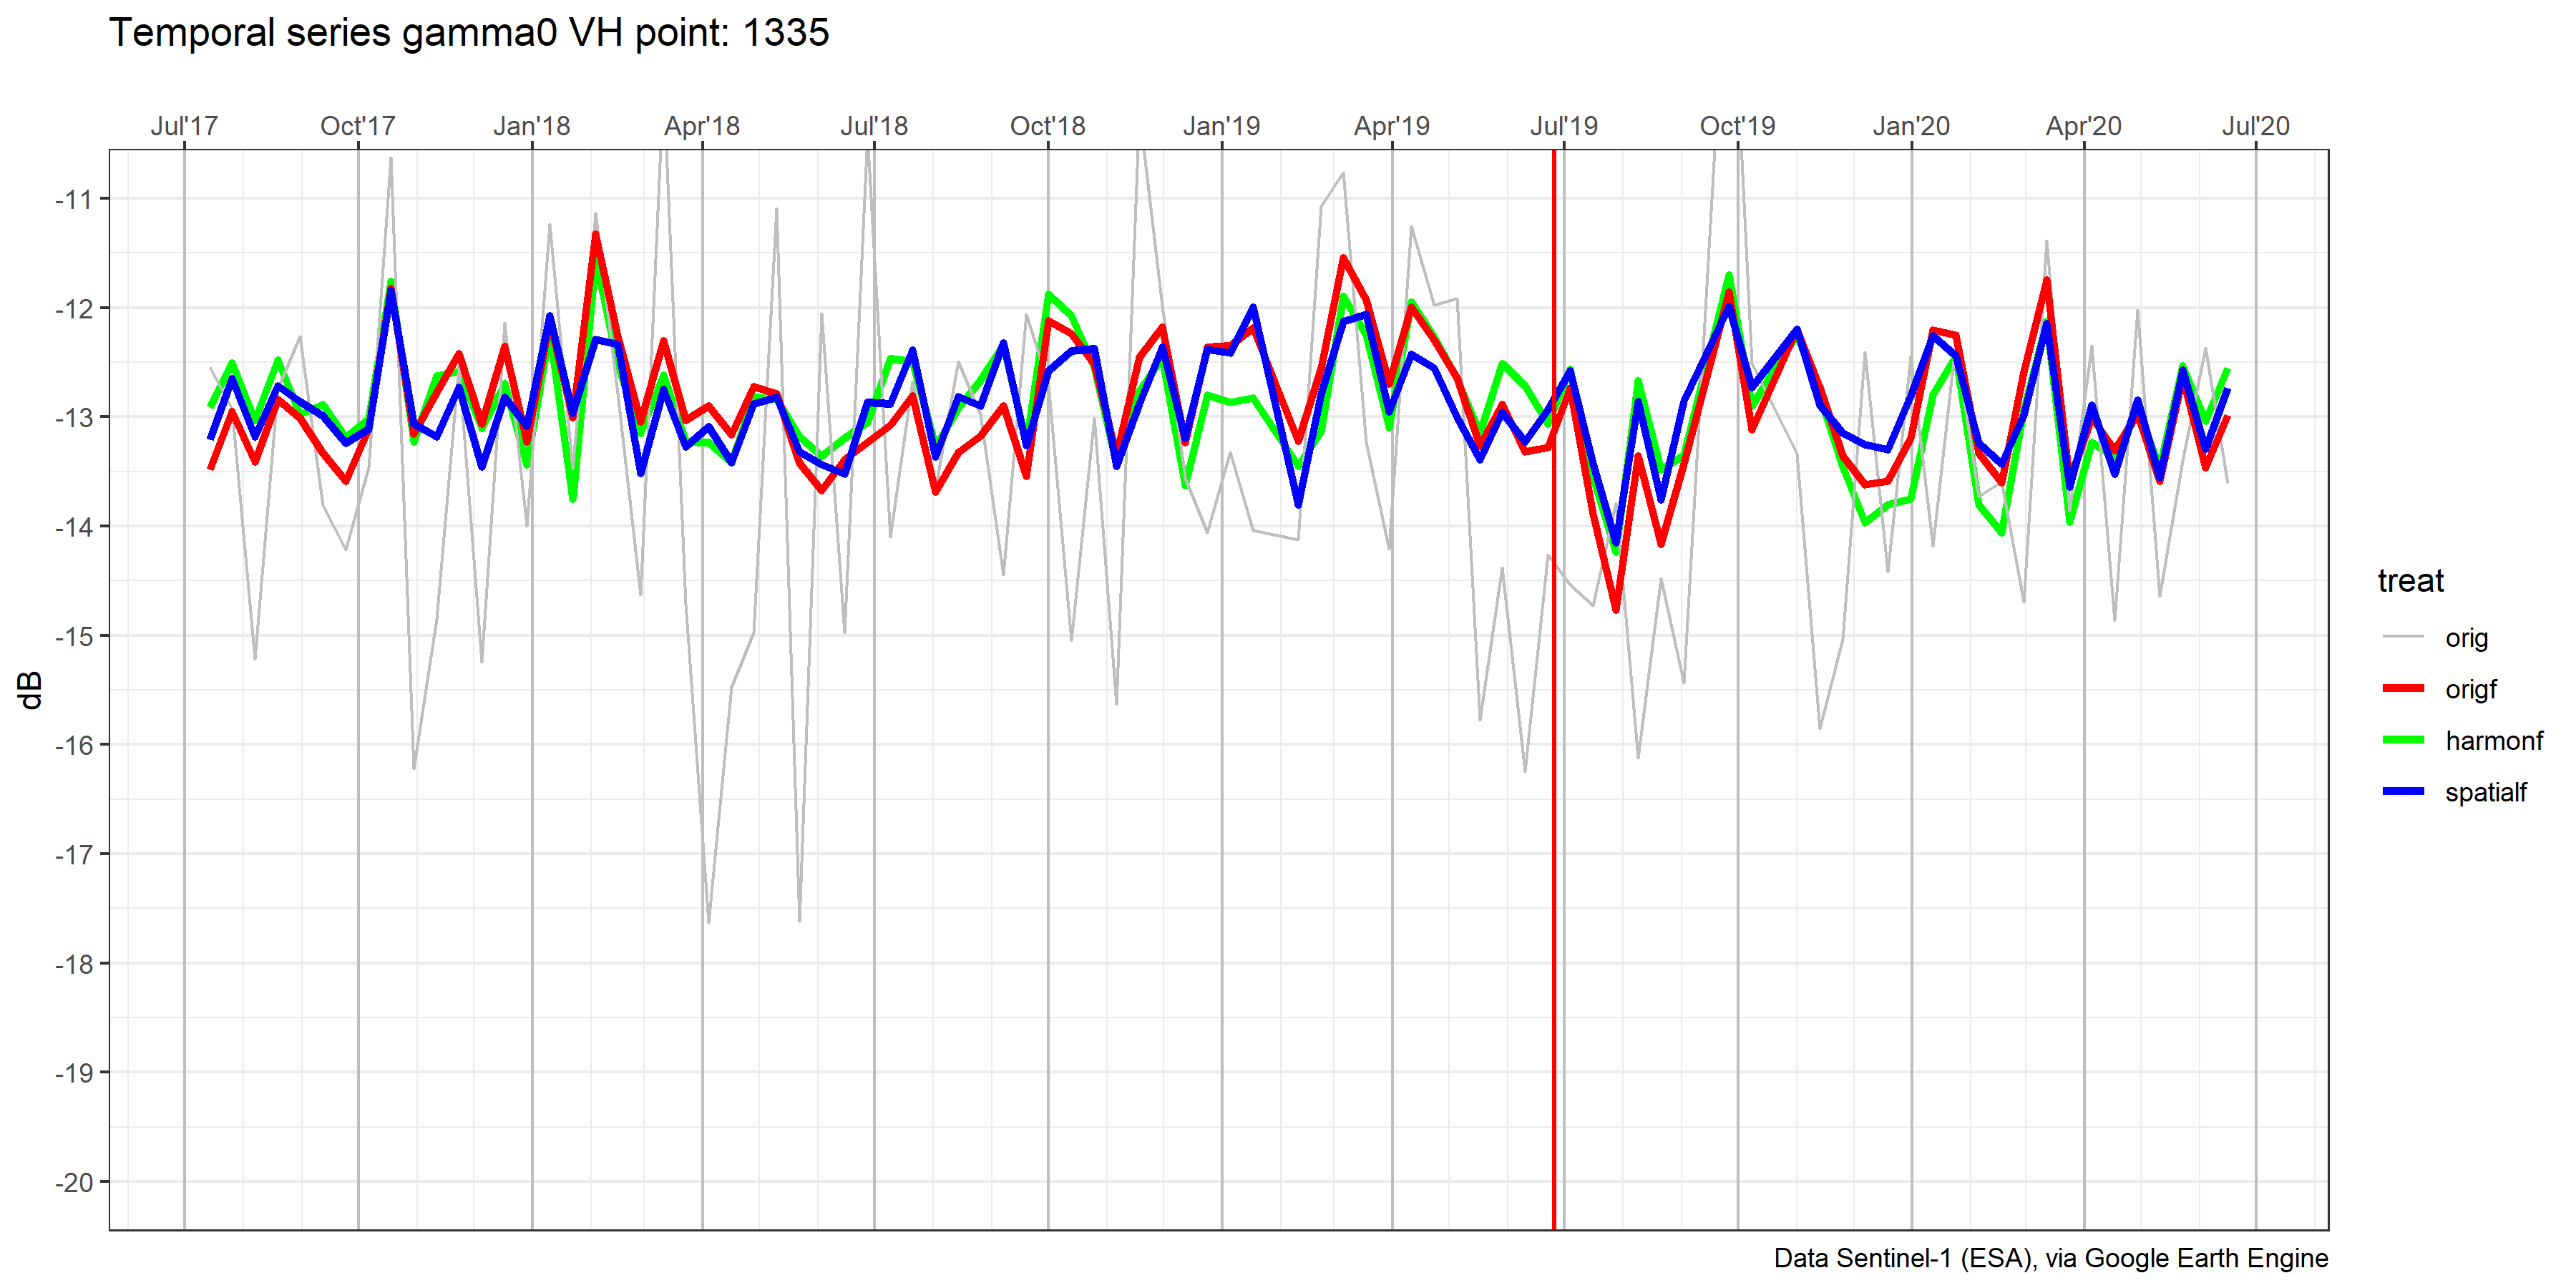 Temporal series gamma0 VH point: 1335
Jul'17 Oct'17 Jan'18 Apr'18 Jul'18 Oct'18 Jan'19 Apr'19 Jul'19 Oct'19 Jan'20 Apr'20 Jul'20
-11
-12
-13
-14
-15
-16
-17
-18
-19
-20
dB
treat
orig
origf
harmonf
spatialf
Data Sentinel-1 (ESA), via Google Earth Engine